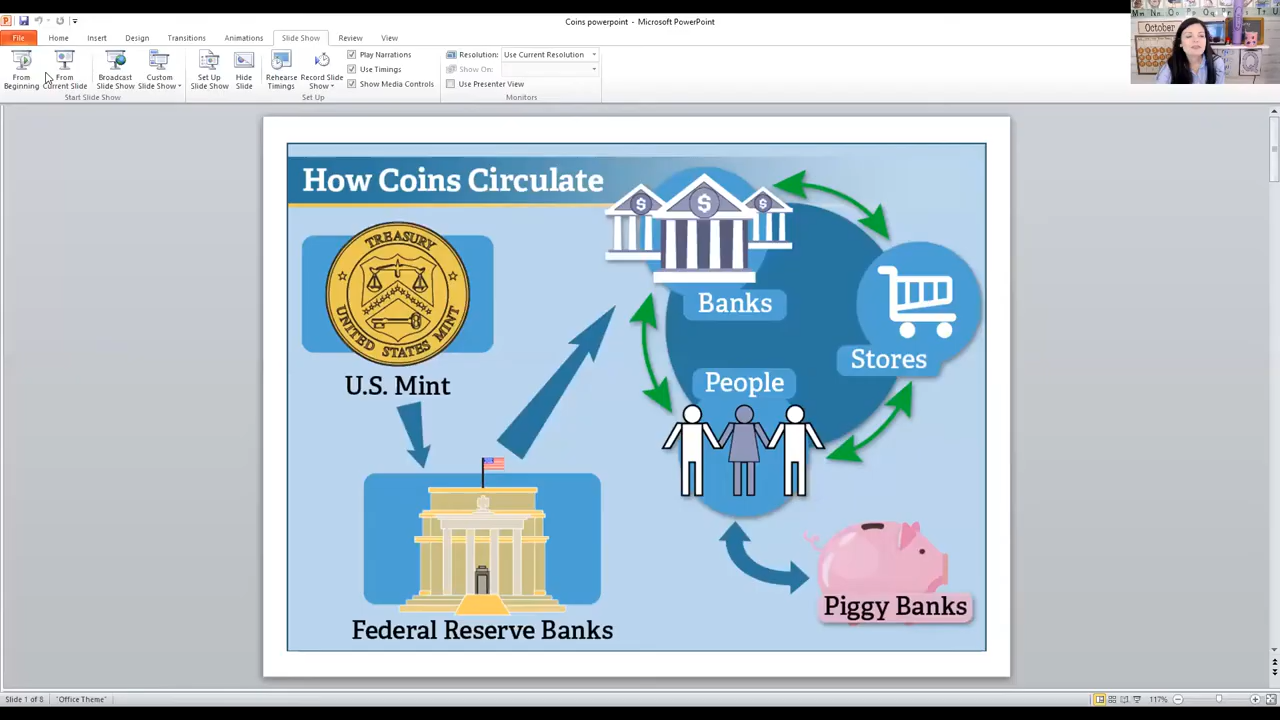 Coins powerpoint - Microsoft PowerPoint
File Home Insert Design Transitions Animations Slide Show Review View
From Beginning
From Current Slide
Broadcast Slide Show
Custom Slide Show
Set Up Slide Show
Hide Slide
Rehearse Timings
Record Slide Show
Play Narrations
Use Timings
Show Media Controls
Resolution: Use Current Resolution
Show On:
Use Presenter View
Start Slide Show
Set Up
Monitors
October
How Coins Circulate
TREASURY
UNITED STATES MINT
U.S. Mint
$ $ $
Banks
Stores
People
Federal Reserve Banks
Piggy Banks
Slide 1 of 8
"Office Theme"
117%